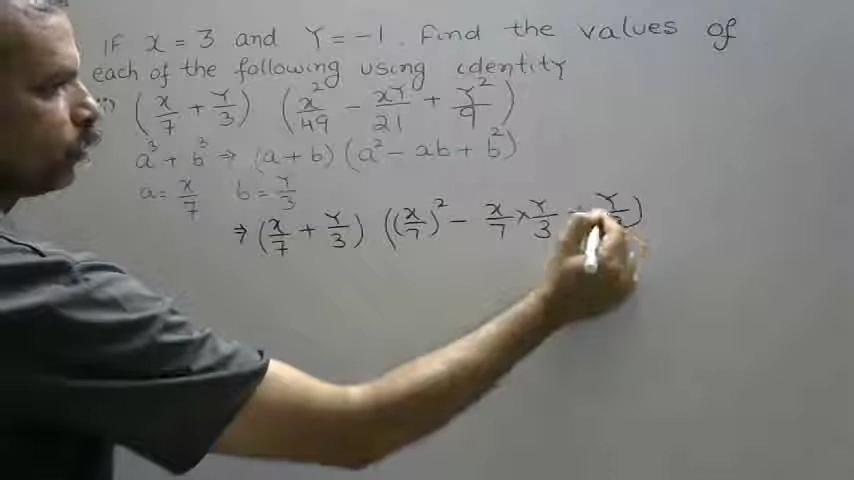 IF x = 3 and Y = -1. Find the values of
each of the following using identity
(x/7 + Y/3) (x²/49 - xY/21 + Y²/9)
a³ + b³ ⇒ (a + b) (a² - ab + b²)
a = x/7 b = Y/3
⇒ (x/7 + Y/3) ((x/7)² - x/7 × Y/3 + Y/3)